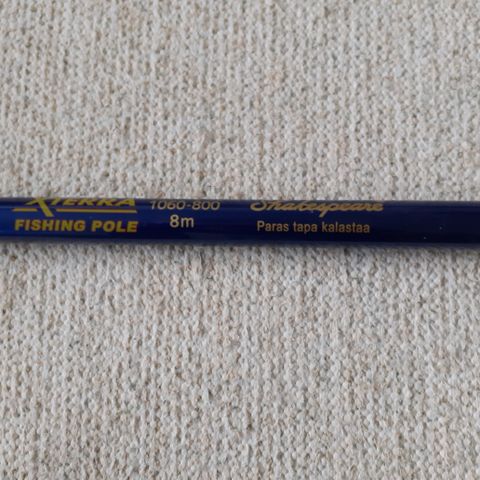 XTERRA 1060-800 Shakespeare
FISHING POLE 8m Paras tapa kalastaa